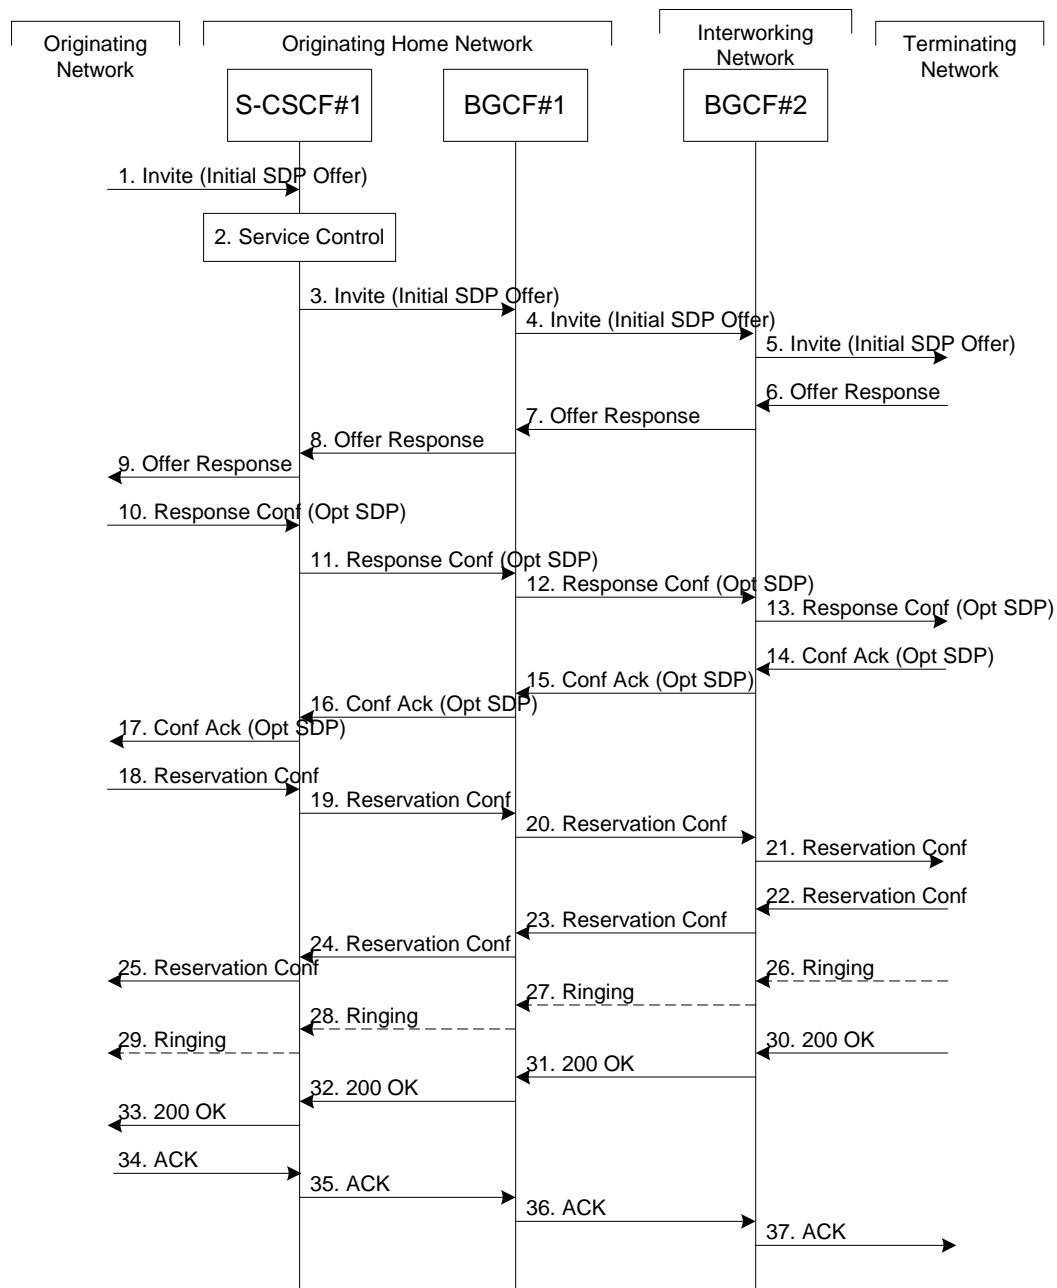 Originating
Network
Originating Home Network
Interworking
Network
Terminating
Network
S-CSCF#1
BGCF#1
BGCF#2
1. Invite (Initial SDP Offer)
2. Service Control
3. Invite (Initial SDP Offer)
4. Invite (Initial SDP Offer)
5. Invite (Initial SDP Offer)
6. Offer Response
7. Offer Response
8. Offer Response
9. Offer Response
10. Response Conf (Opt SDP)
11. Response Conf (Opt SDP)
12. Response Conf (Opt SDP)
13. Response Conf (Opt SDP)
14. Conf Ack (Opt SDP)
15. Conf Ack (Opt SDP)
16. Conf Ack (Opt SDP)
17. Conf Ack (Opt SDP)
18. Reservation Conf
19. Reservation Conf
20. Reservation Conf
21. Reservation Conf
22. Reservation Conf
23. Reservation Conf
24. Reservation Conf
25. Reservation Conf
26. Ringing
27. Ringing
28. Ringing
29. Ringing
30. 200 OK
31. 200 OK
32. 200 OK
33. 200 OK
34. ACK
35. ACK
36. ACK
37. ACK